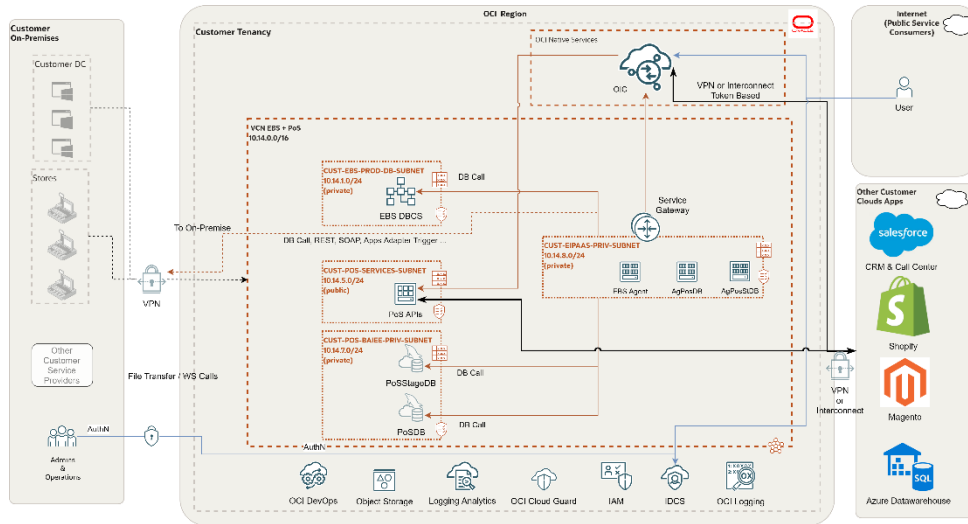 OCI Region
Customer
On-Premises
Customer DC
Stores
Other
Customer
Service
Providers
Admins
&
Operations
AuthN
VPN
To On-Premise
File Transfer / WS Calls
Customer Tenancy
OCI Native Services
OIC
VPN or Interconnect
Token Based
VCN EBS + PoS
10.14.0.0/16
CUST-EBS-PROD-DB-SUBNET
10.14.1.0/24
(private)
EBS DBCS
DB Call
DB Call, REST, SOAP, Apps Adapter Trigger ...
Service
Gateway
CUST-EIPAAS-PRIV-SUBNET
10.14.8.0/24
(private)
EBS Agent
AgPosDB
AgPosStDB
CUST-POS-SERVICES-SUBNET
10.14.5.0/24
(public)
PoS APIs
CUST-POS-BAIEE-PRIV-SUBNET
10.14.7.0/24
(private)
PoSStageDB
DB Call
PoSDB
DB Call
AuthN
OCI DevOps
Object Storage
Logging Analytics
OCI Cloud Guard
IAM
IDCS
OCI Logging
Internet
(Public Service
Consumers)
User
Other Customer
Clouds Apps
salesforce
CRM & Call Center
Shopify
Magento
SQL
Azure Datawarehouse
VPN
or
Interconnect